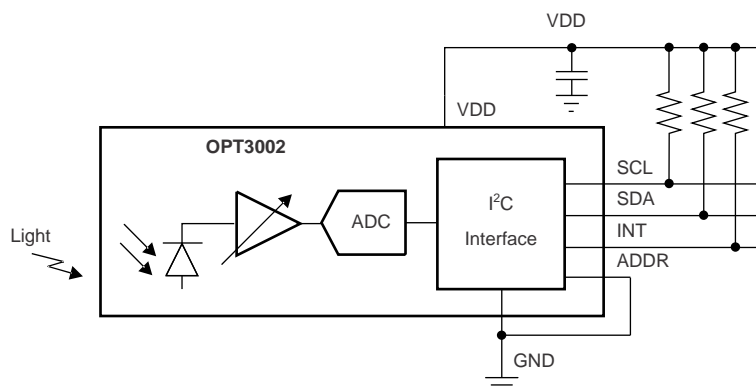 VDD
VDD
OPT3002
SCL
SDA
INT
ADDR
I²C
Interface
ADC
Light
GND